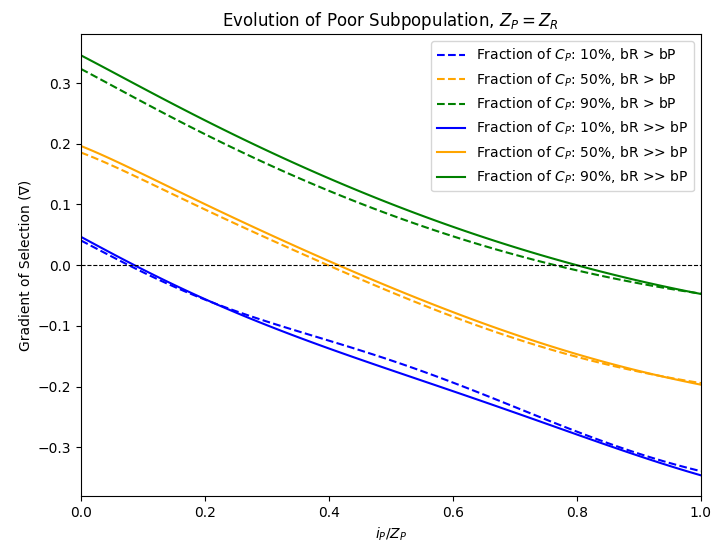 Evolution of Poor Subpopulation, Z_P = Z_R
Fraction of C_P: 10%, bR > bP
Fraction of C_P: 50%, bR > bP
Fraction of C_P: 90%, bR > bP
Fraction of C_P: 10%, bR >> bP
Fraction of C_P: 50%, bR >> bP
Fraction of C_P: 90%, bR >> bP
Gradient of Selection (∇)
0.3
0.2
0.1
0.0
−0.1
−0.2
−0.3
0.0 0.2 0.4 0.6 0.8 1.0
i_P/Z_P